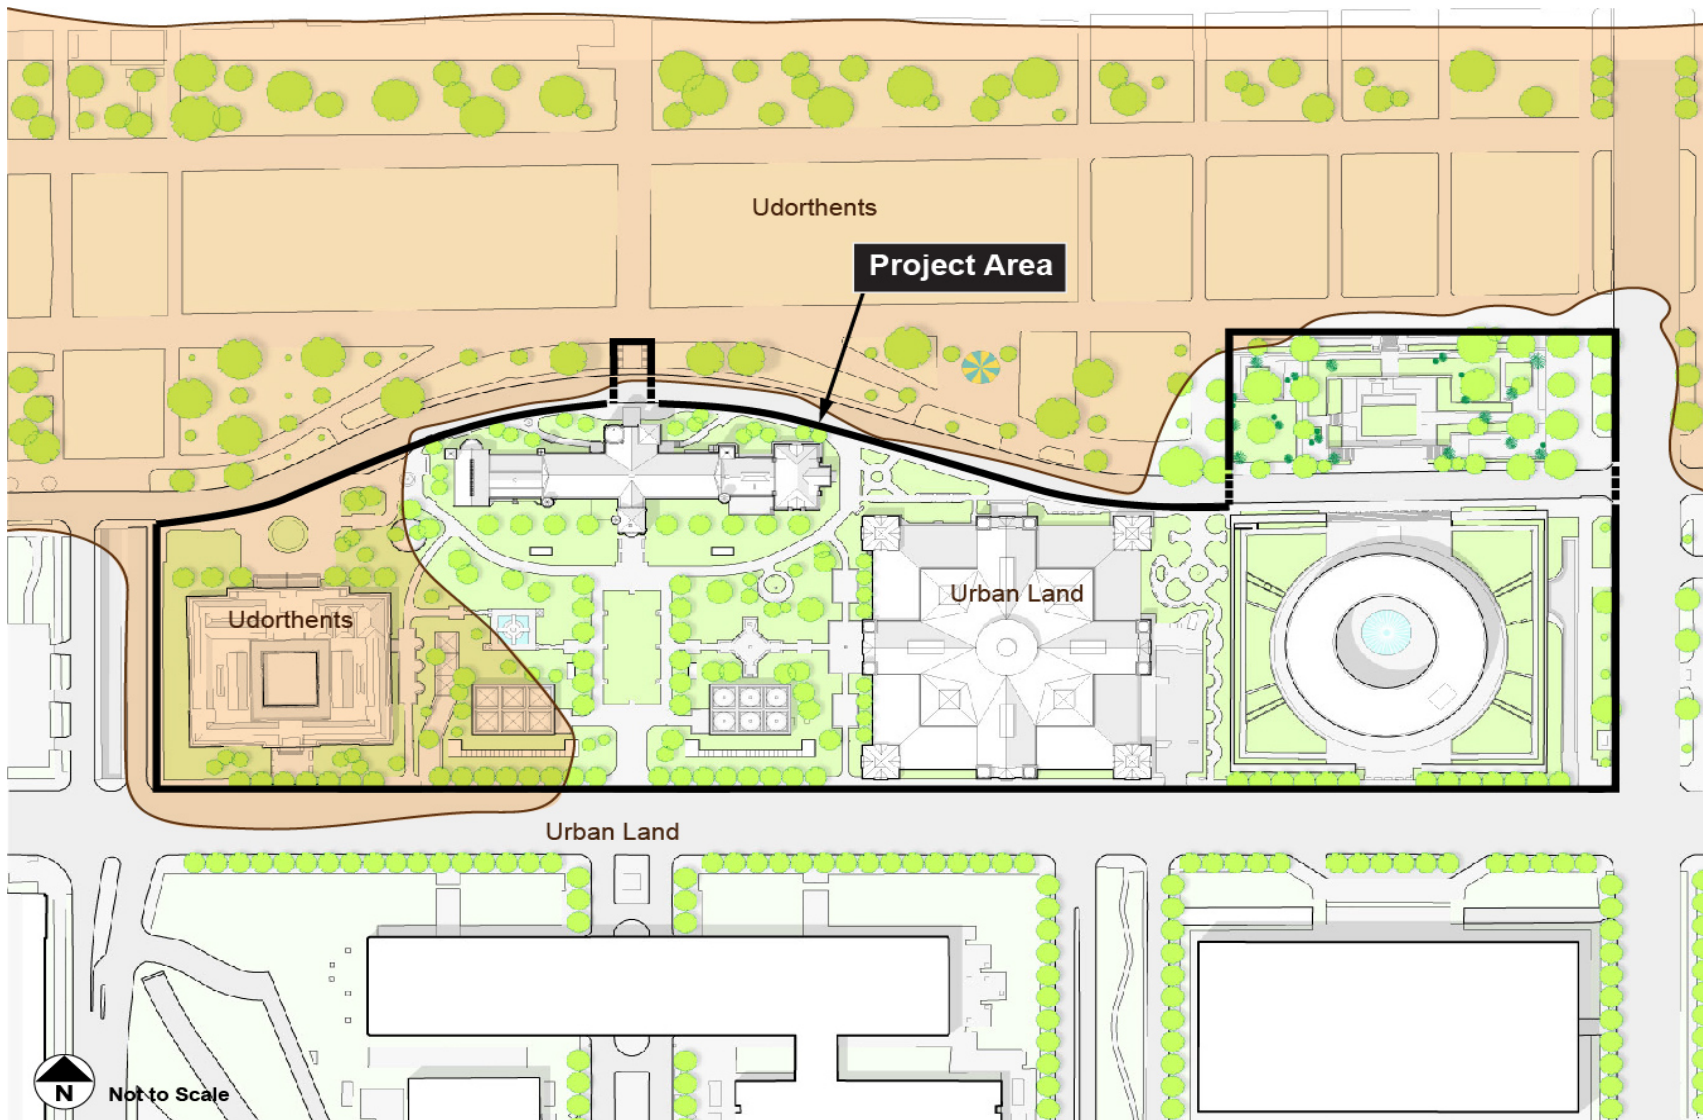 Udorthents
Project Area
Urban Land
Udorthents
Urban Land
N
Not to Scale